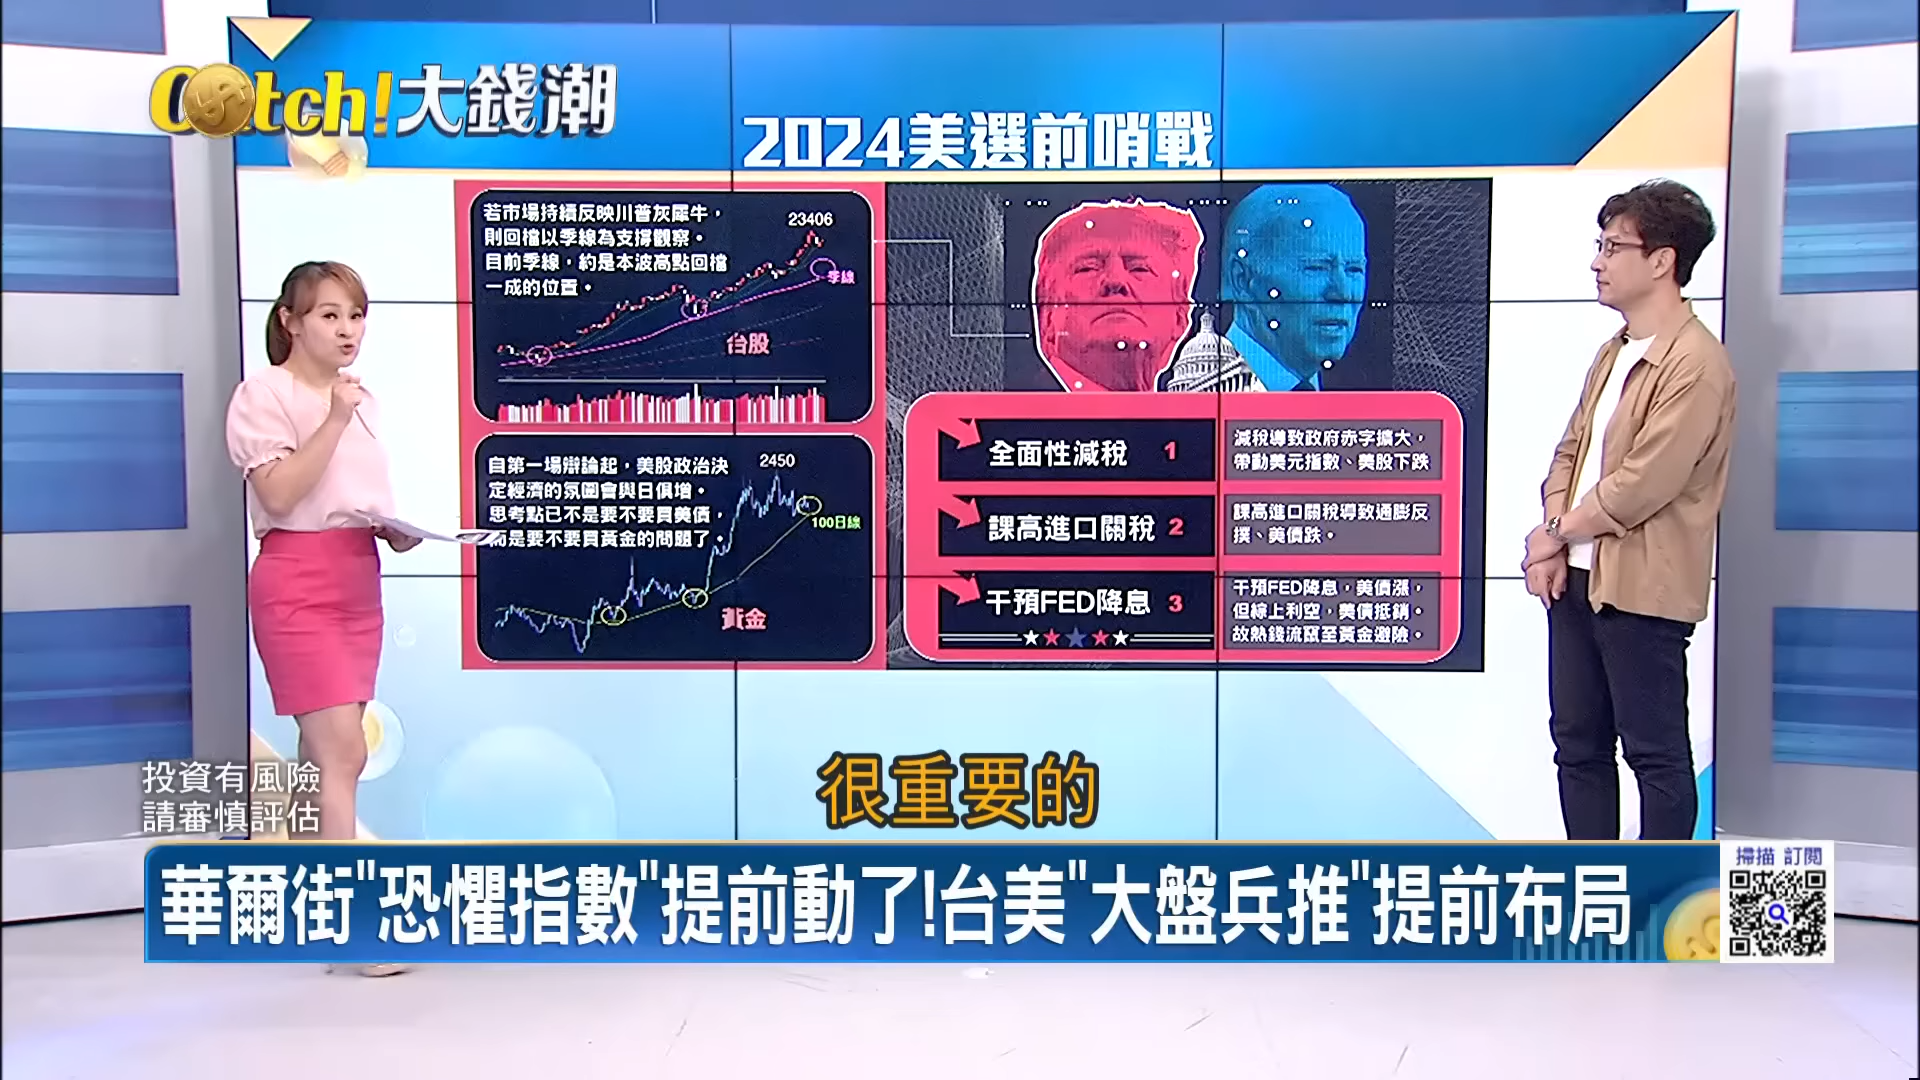 Catch!大錢潮
2024美選前哨戰
若市場持續反映川普灰犀牛，
則回檔以季線為支撐觀察。
目前季線，約是本波高點回檔
一成的位置。
23406
季線
台股
自第一場辯論起，美股政治決
定經濟的氛圍會與日俱增。
思考點已不是要不要買美債，
而是要不要買黃金的問題了。
2450
100日線
黃金
全面性減稅 1
減稅導致政府赤字擴大，
帶動美元指數、美股下跌
課高進口關稅 2
課高進口關稅導致通膨反
撲、美債跌。
干預FED降息 3
干預FED降息，美債漲，
但綜上利空，美債抵銷。
故熱錢流竄至黃金避險。
投資有風險
請審慎評估
很重要的
華爾街"恐懼指數"提前動了!台美"大盤兵推"提前布局
掃描 訂閱